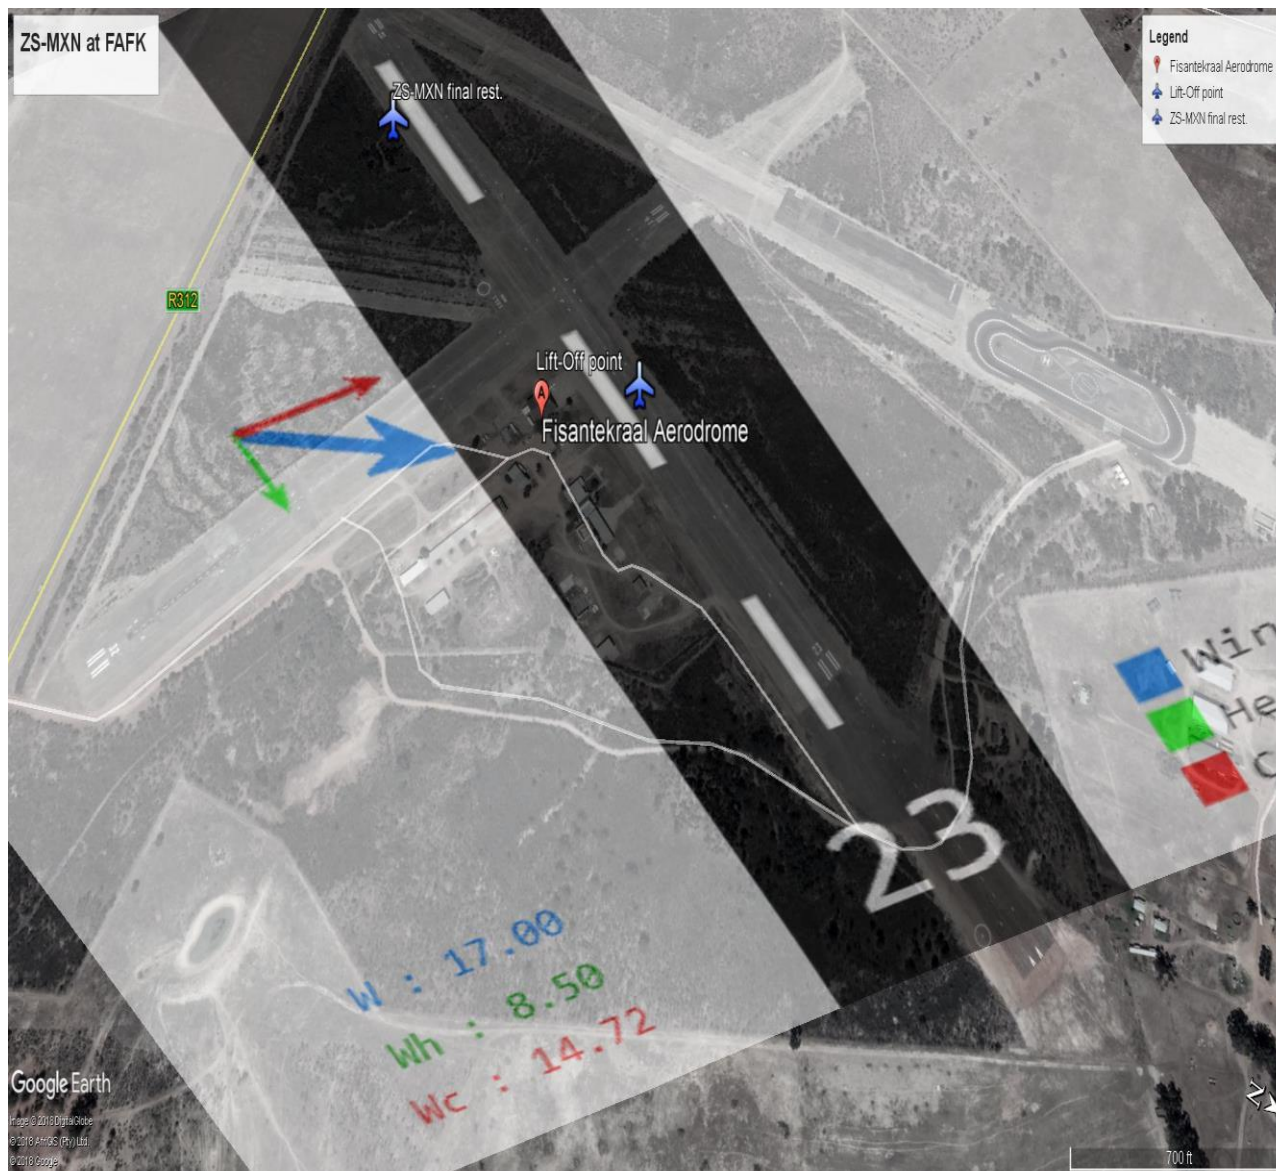 ZS-MXN at FAFK
Legend
Fisantekraal Aerodrome
Lift-Off point
ZS-MXN final rest.
ZS-MXN final rest.
R312
Lift-Off point
A
Fisantekraal Aerodrome
H
Win
He
C
23
W : 17.00
Wh : 8.50
Wc : 14.72
Google Earth
Image © 2018 DigitalGlobe
© 2018 AfriGIS (Pty) Ltd.
© 2018 Google
N
700 ft